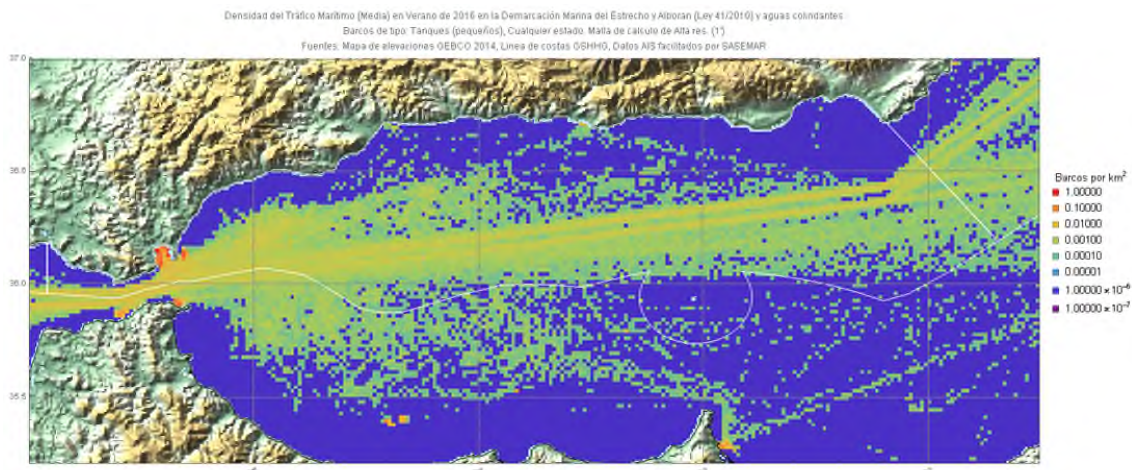 Densidad del Tráfico Marítimo (Media) en Verano de 2016 en la Demarcación Marina del Estrecho y Alborán (Ley 41/2010) y aguas colindantes
Barcos de tipo: Tanques (pequeños), Cualquier estado. Malla de cálculo de Alta res. (1')
Fuentes: Mapa de elevaciones GEBCO 2014, Línea de costas GSHHG, Datos AIS facilitados por SASEMAR
37.0
36.0
35.5
Barcos por km²
1.00000
0.10000
0.01000
0.00100
0.00010
0.00001
1.00000 × 10⁻⁶
1.00000 × 10⁻⁷